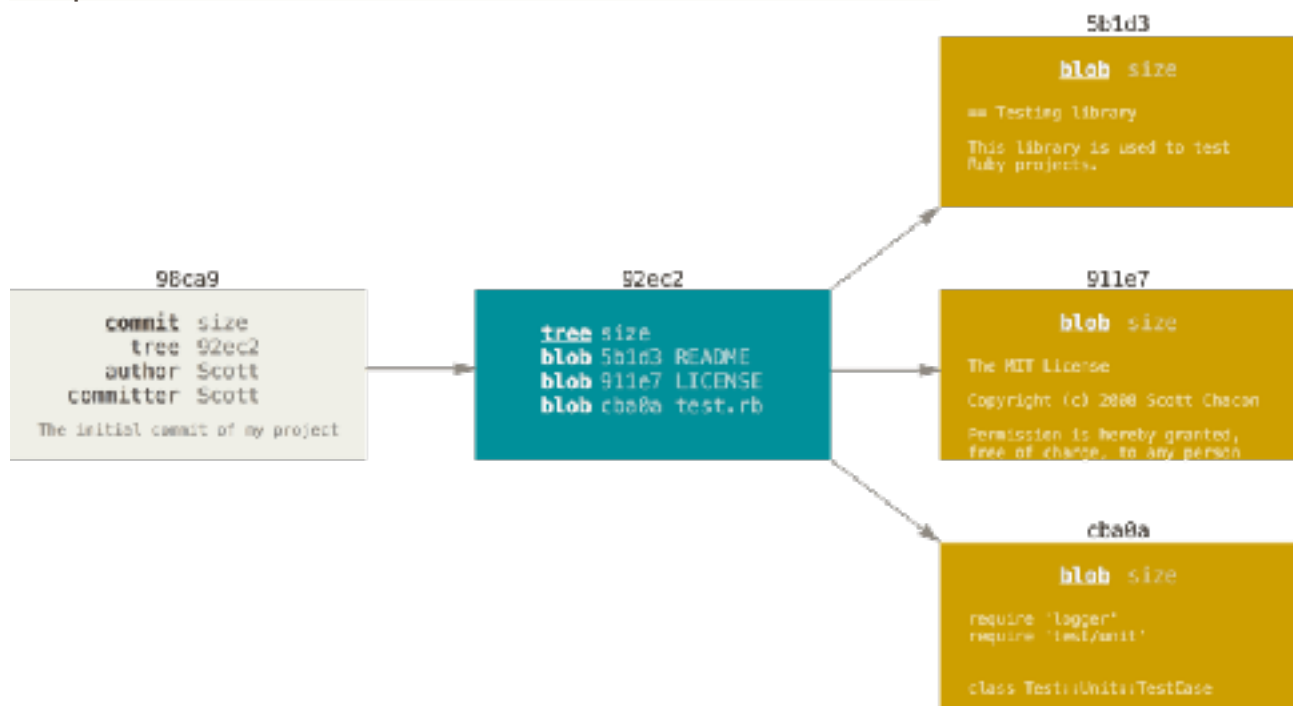 5b1d3
blob size
== Testing library
This library is used to test
Ruby projects.
98ca9
commit size
tree 92ec2
author Scott
committer Scott
The initial commit of my project
92ec2
tree size
blob 5b1d3 README
blob 911e7 LICENSE
blob cba0a test.rb
911e7
blob size
The MIT License
Copyright (c) 2008 Scott Chacon
Permission is hereby granted,
free of charge, to any person
cba0a
blob size
require 'logger'
require 'test/unit'
class Test::Unit::TestCase